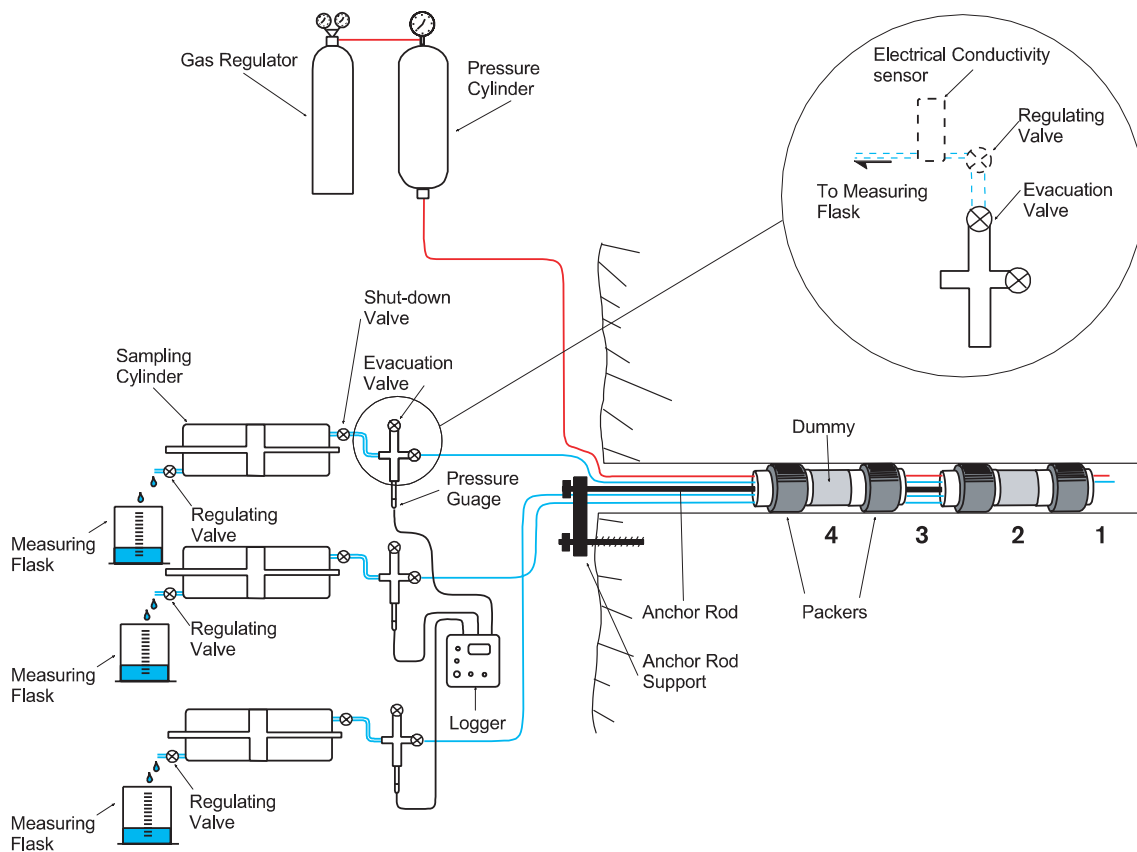 Gas Regulator
Pressure
Cylinder
Electrical Conductivity
sensor
Regulating
Valve
To Measuring
Flask
Evacuation
Valve
Shut-down
Valve
Sampling
Cylinder
Evacuation
Valve
Dummy
Pressure
Guage
Regulating
Valve
Measuring
Flask
4
3
2
1
Anchor Rod
Packers
Regulating
Valve
Measuring
Flask
Anchor Rod
Support
Logger
Regulating
Valve
Measuring
Flask